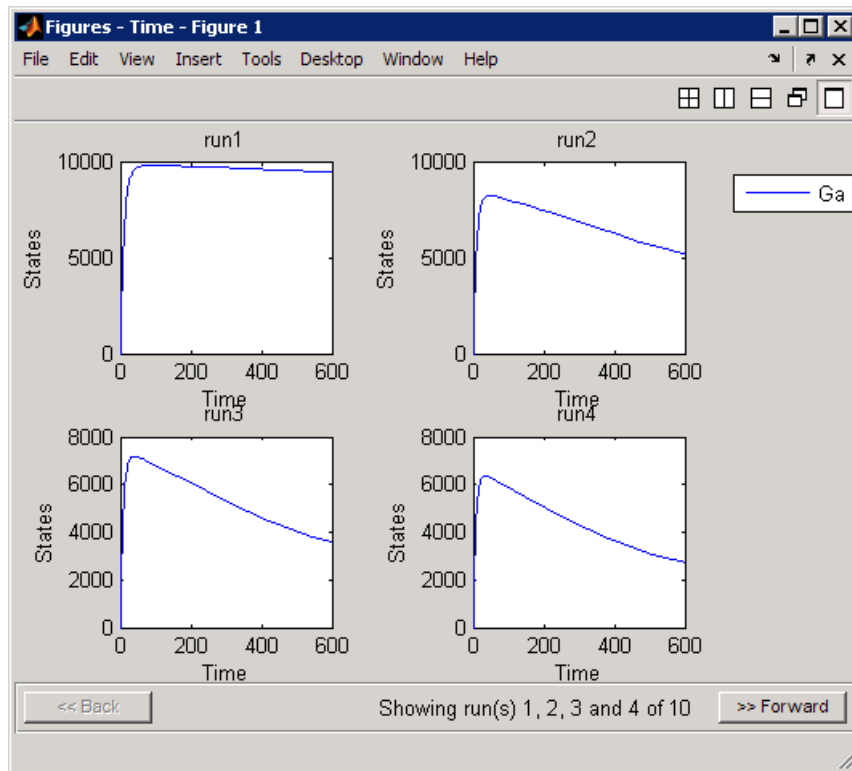 Figures - Time - Figure 1
File Edit View Insert Tools Desktop Window Help
run1
10000
5000
0
States
0 200 400 600
Time
run2
10000
5000
0
States
0 200 400 600
Time
Ga
run3
8000
6000
4000
2000
0
States
0 200 400 600
Time
run4
8000
6000
4000
2000
0
States
0 200 400 600
Time
<< Back
Showing run(s) 1, 2, 3 and 4 of 10
>> Forward